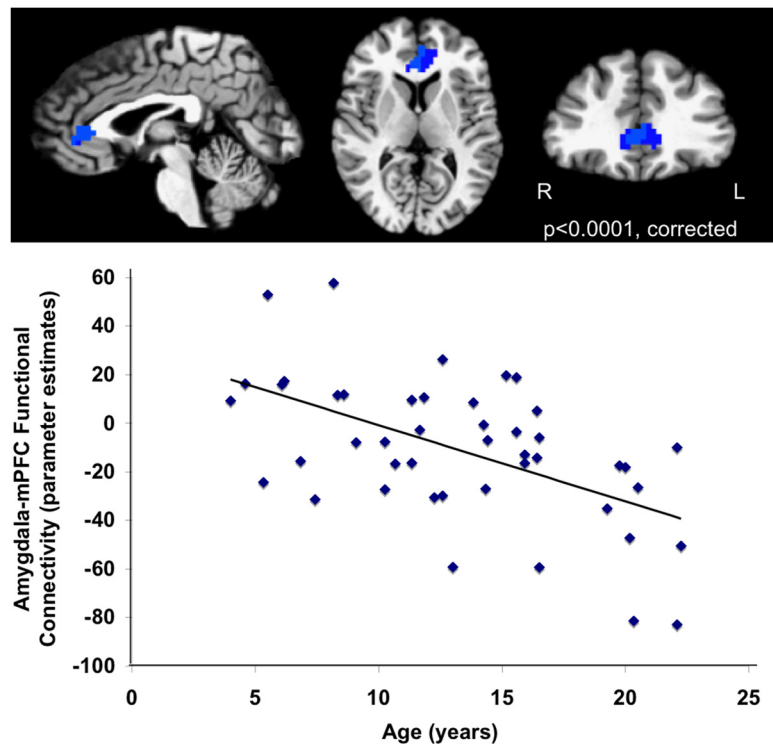 R
L
p<0.0001, corrected
Amygdala-mPFC Functional
Connectivity (parameter estimates)
60
40
20
0
-20
-40
-60
-80
-100
0 5 10 15 20 25
Age (years)